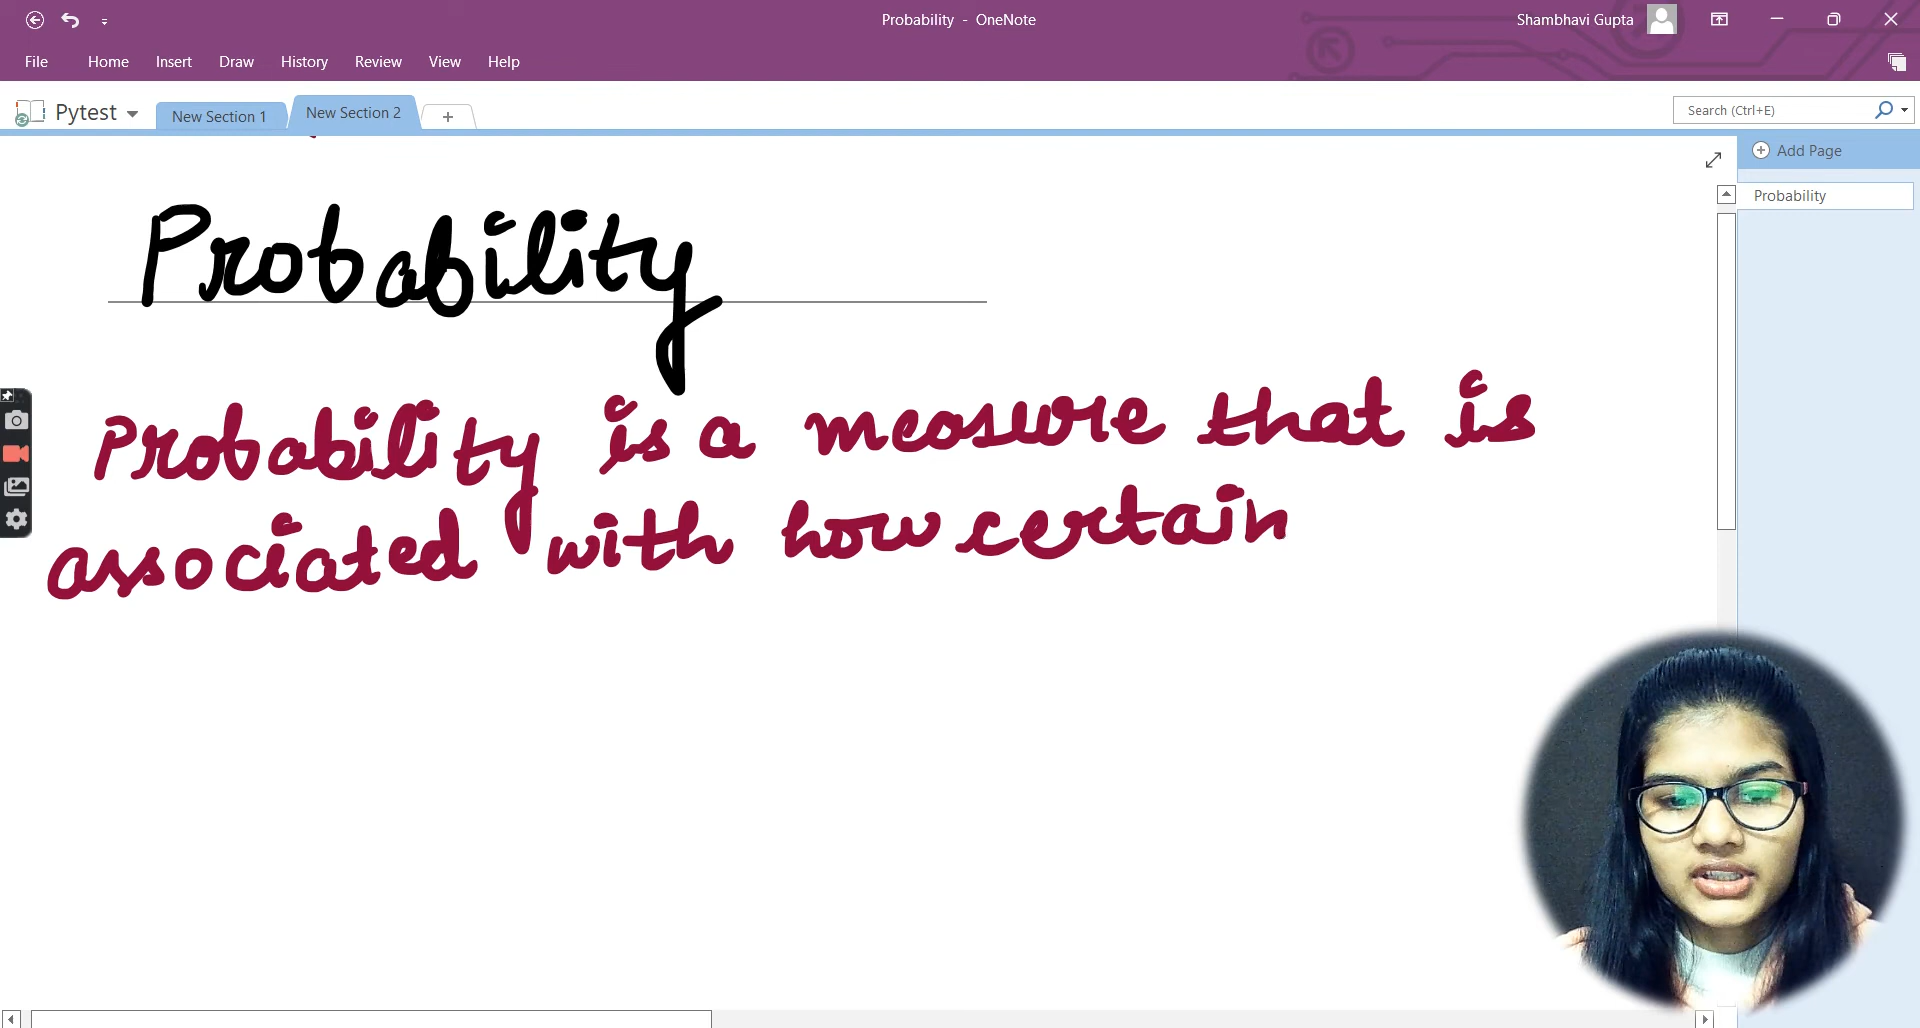 Probability - OneNote
Shambhavi Gupta
File Home Insert Draw History Review View Help
Pytest New Section 1 New Section 2 +
Search (Ctrl+E)
Add Page
Probability
Probability
Probability is a measure that is
associated with how certain